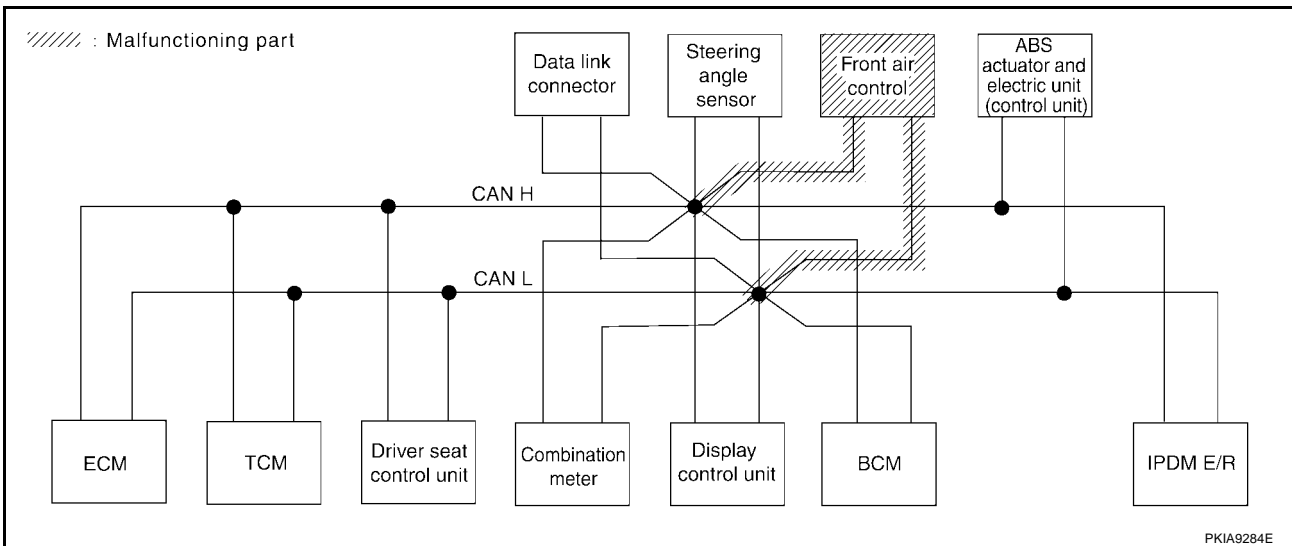 : Malfunctioning part
Data link
connector
Steering
angle
sensor
Front air
control
ABS
actuator and
electric unit
(control unit)
CAN H
CAN L
ECM
TCM
Driver seat
control unit
Combination
meter
Display
control unit
BCM
IPDM E/R
PKIA9284E